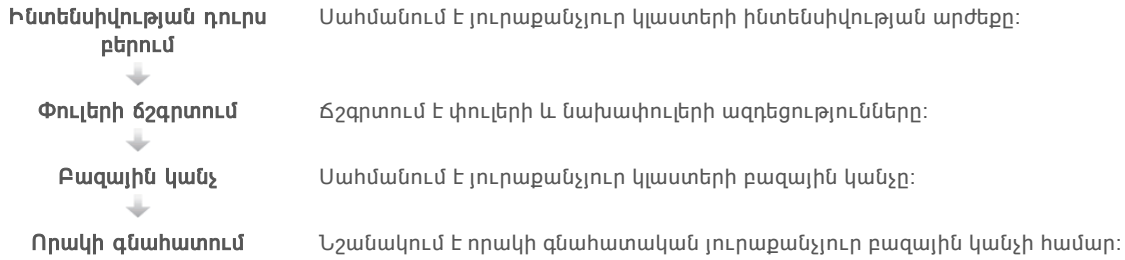 Ինտենսիվության դուրս բերում
Սահմանում է յուրաքանչյուր կլաստերի ինտենսիվության արժեքը:
Փուլերի ճշգրտում
Ճշգրտում է փուլերի և նախափուլերի ազդեցությունները:
Բազային կանչ
Սահմանում է յուրաքանչյուր կլաստերի բազային կանչը:
Որակի գնահատում
Նշանակում է որակի գնահատական յուրաքանչյուր բազային կանչի համար: